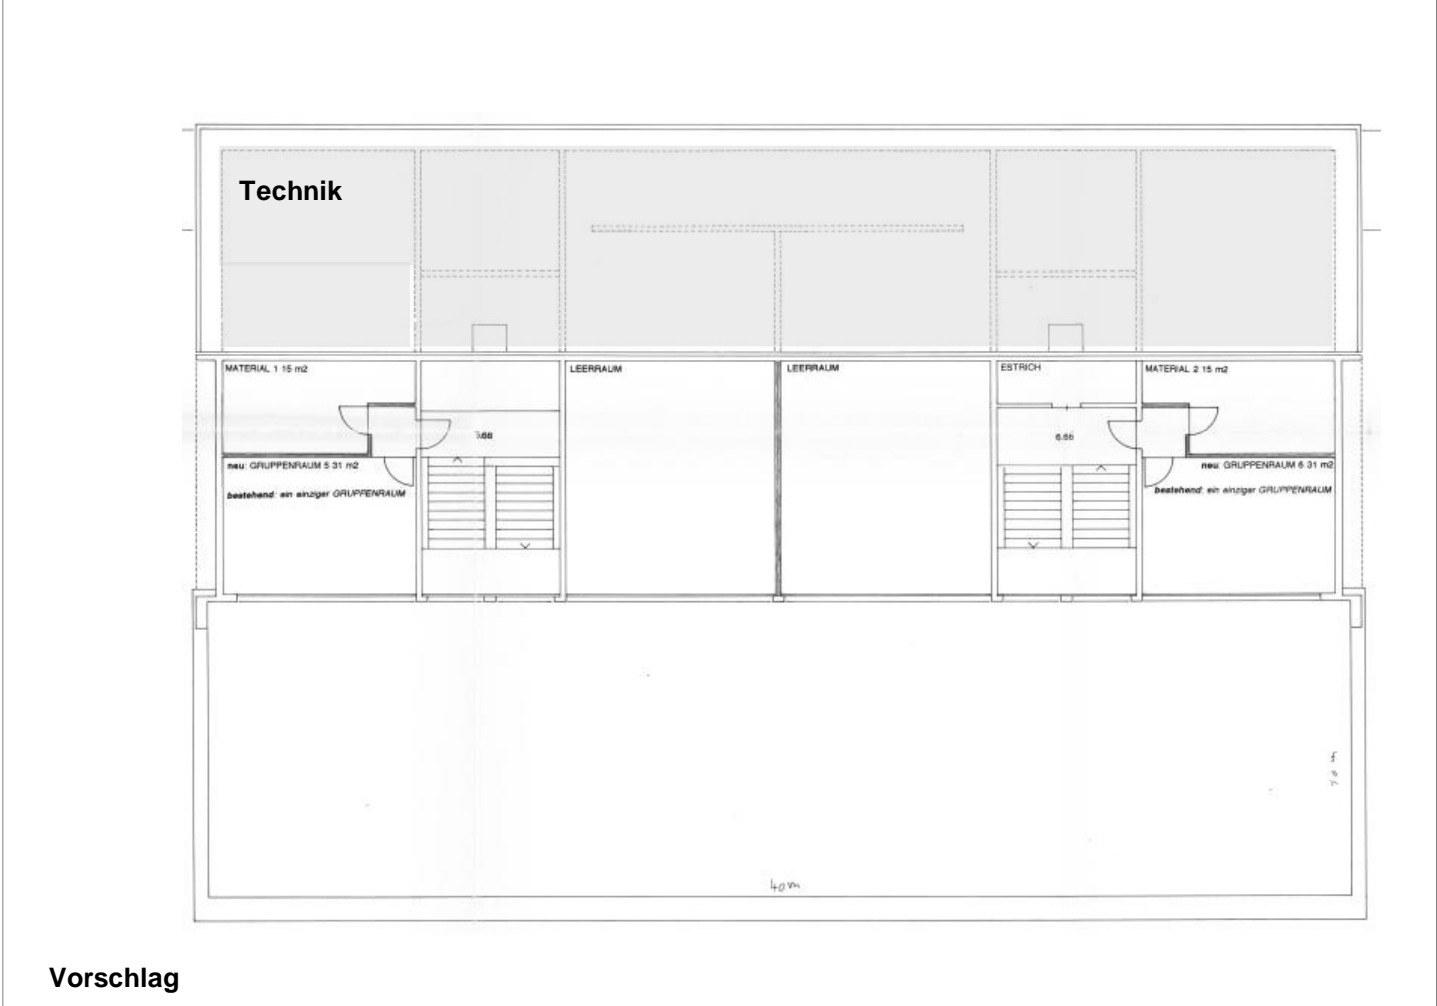 Technik
MATERIAL 1 15 m2
LEERRAUM
LEERRAUM
ESTRICH
MATERIAL 2 15 m2
6.66
neu: GRUPPENRAUM 5 31 m2
bestehend: ein einziger GRUPPENRAUM
neu: GRUPPENRAUM 6 31 m2
bestehend: ein einziger GRUPPENRAUM
40 m
Vorschlag